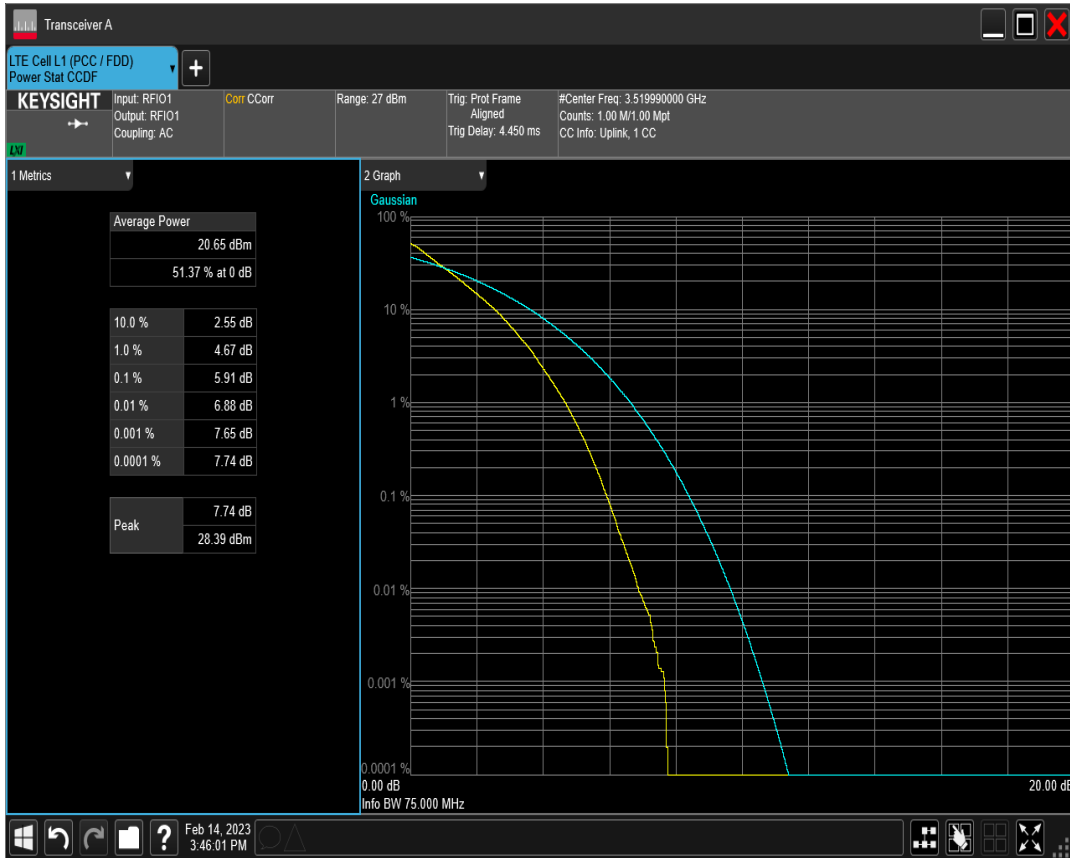 Transceiver A
LTE Cell L1 (PCC / FDD)
Power Stat CCDF
KEYSIGHT
LXI
Input: RFIO1
Output: RFIO1
Coupling: AC
Corr CCorr
Range: 27 dBm
Trig: Prot Frame
Aligned
Trig Delay: 4.450 ms
#Center Freq: 3.519990000 GHz
Counts: 1.00 M/1.00 Mpt
CC Info: Uplink, 1 CC
1 Metrics
Average Power
20.65 dBm
51.37 % at 0 dB
10.0 % 2.55 dB
1.0 % 4.67 dB
0.1 % 5.91 dB
0.01 % 6.88 dB
0.001 % 7.65 dB
0.0001 % 7.74 dB
Peak
7.74 dB
28.39 dBm
2 Graph
Gaussian
100 %
10 %
1 %
0.1 %
0.01 %
0.001 %
0.0001 %
0.00 dB
20.00 dB
Info BW 75.000 MHz
Feb 14, 2023
3:46:01 PM